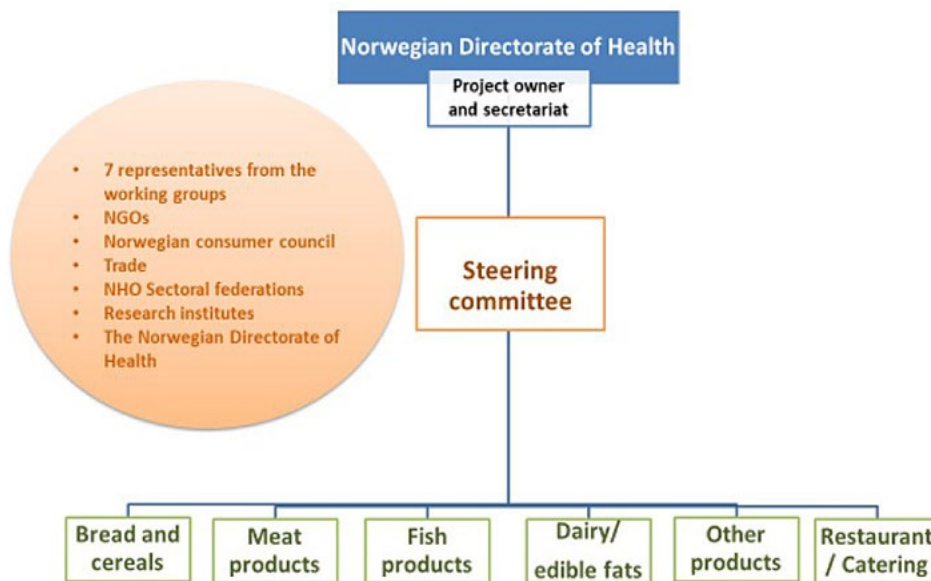 Norwegian Directorate of Health
Project owner
and secretariat
• 7 representatives from the
working groups
• NGOs
• Norwegian consumer council
• Trade
• NHO Sectoral federations
• Research institutes
• The Norwegian Directorate of
Health
Steering
committee
Bread and
cereals
Meat
products
Fish
products
Dairy/
edible fats
Other
products
Restaurant
/ Catering